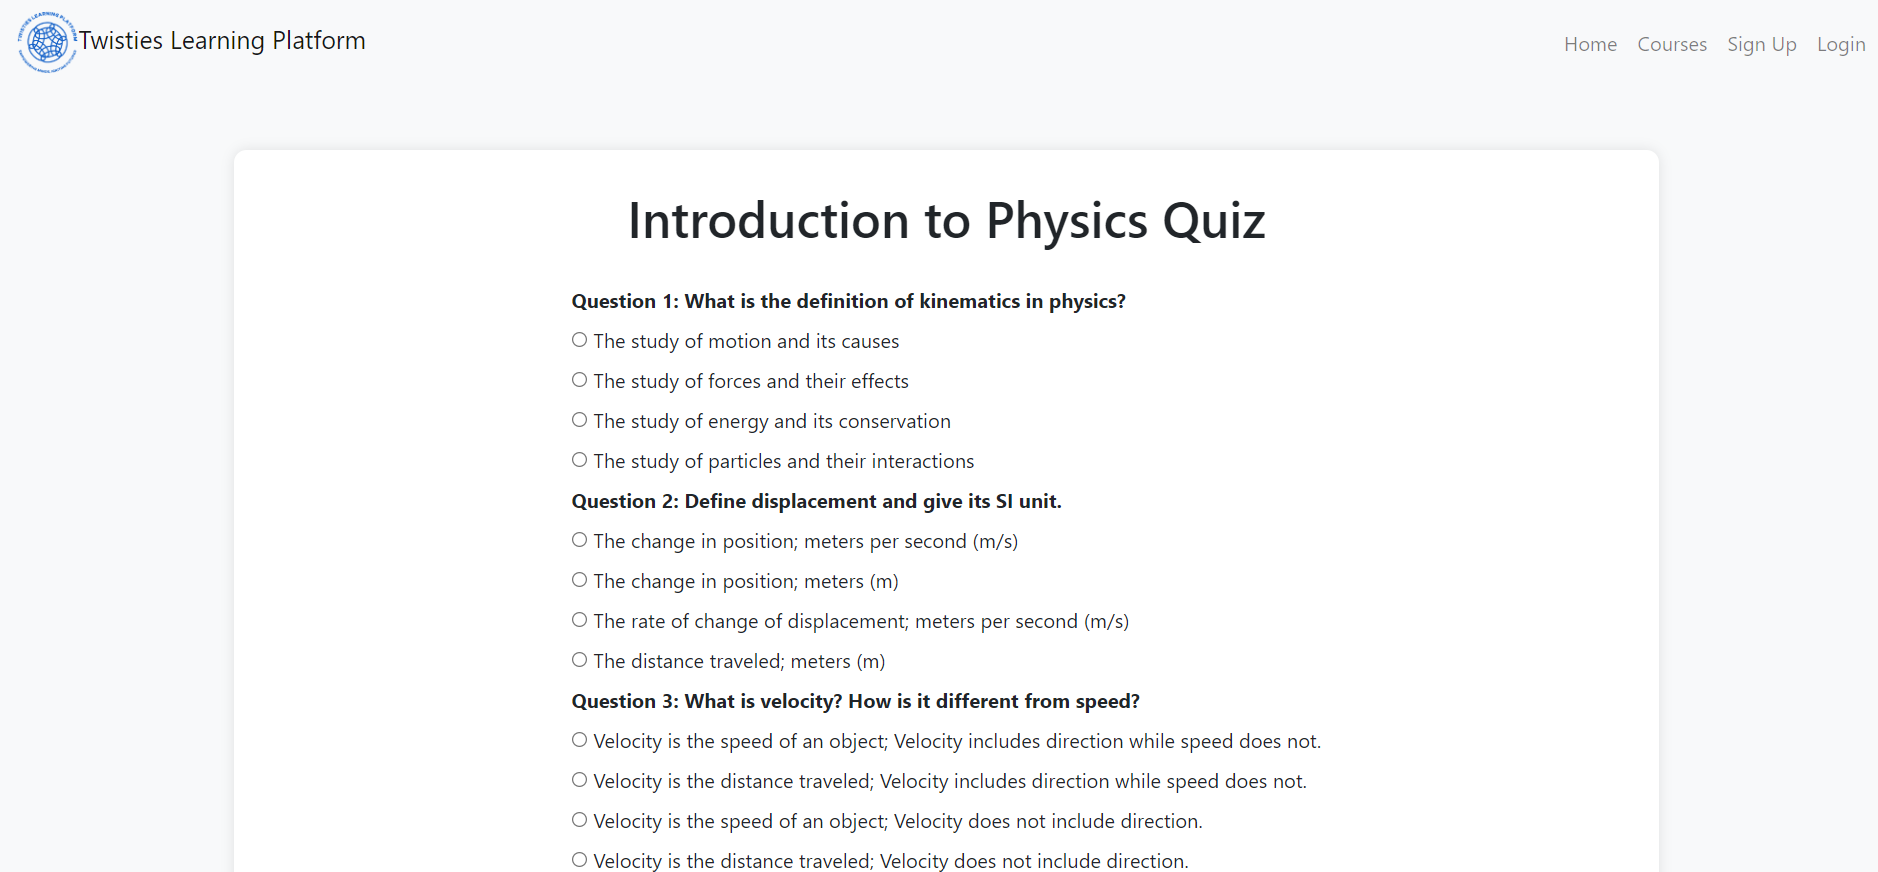 Twisties Learning Platform
Home Courses Sign Up Login
Introduction to Physics Quiz
Question 1: What is the definition of kinematics in physics?
The study of motion and its causes
The study of forces and their effects
The study of energy and its conservation
The study of particles and their interactions
Question 2: Define displacement and give its SI unit.
The change in position; meters per second (m/s)
The change in position; meters (m)
The rate of change of displacement; meters per second (m/s)
The distance traveled; meters (m)
Question 3: What is velocity? How is it different from speed?
Velocity is the speed of an object; Velocity includes direction while speed does not.
Velocity is the distance traveled; Velocity includes direction while speed does not.
Velocity is the speed of an object; Velocity does not include direction.
Velocity is the distance traveled; Velocity does not include direction.